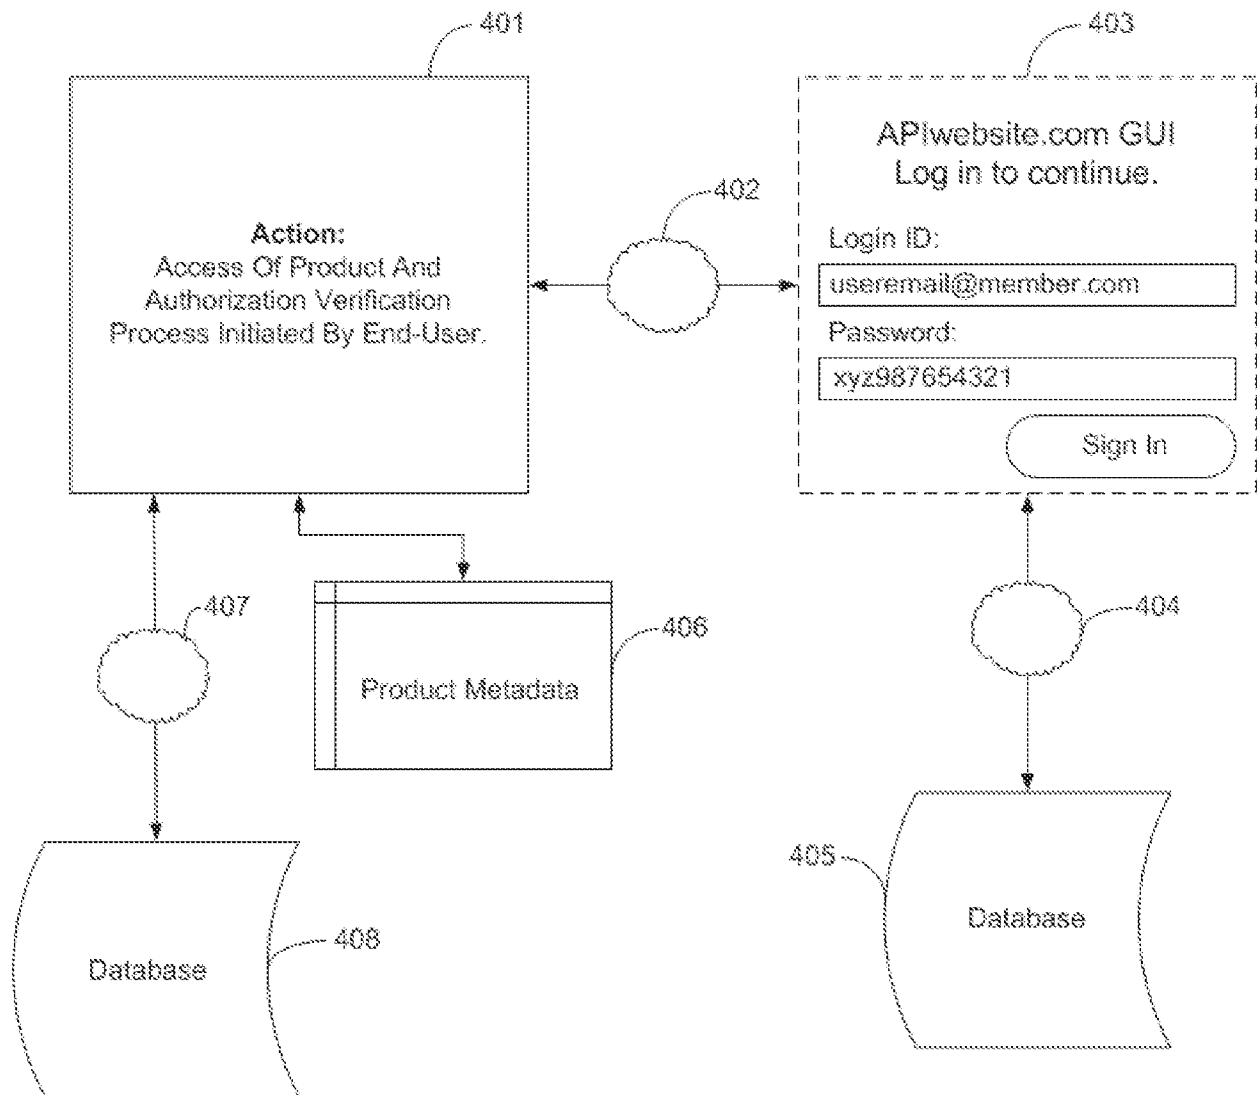 401
403
APIwebsite.com GUI
Log in to continue.
402
Action:
Access Of Product And
Authorization Verification
Process Initiated By End-User.
Login ID:
useremail@member.com
Password:
xyz987654321
Sign In
407
406
404
Product Metadata
405
Database
408
Database